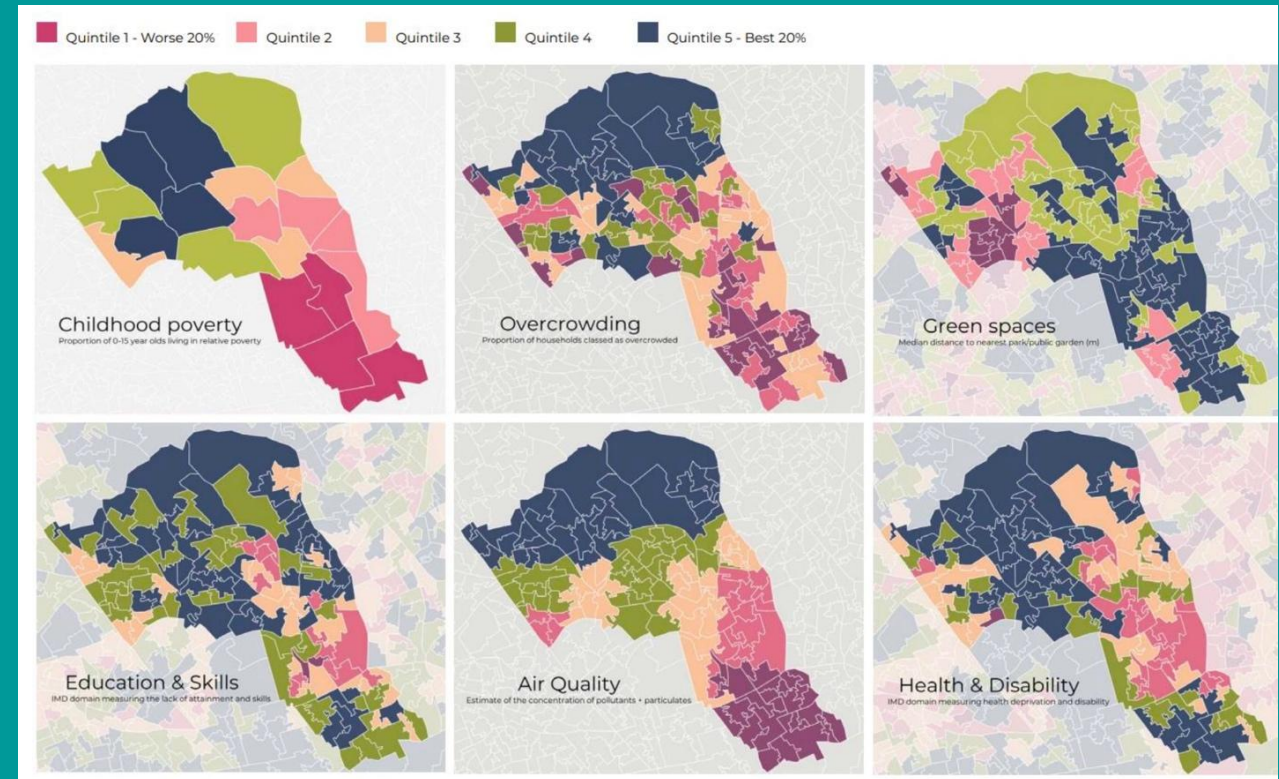 Quintile 1 - Worse 20%
Quintile 2
Quintile 3
Quintile 4
Quintile 5 - Best 20%
Childhood poverty
Proportion of 0-15 year olds living in relative poverty
Overcrowding
Proportion of households classed as overcrowded
Green spaces
Median distance to nearest park/public garden (m)
Education & Skills
IMD domain measuring the lack of attainment and skills
Air Quality
Estimate of the concentration of pollutants + particulates
Health & Disability
IMD domain measuring health deprivation and disability